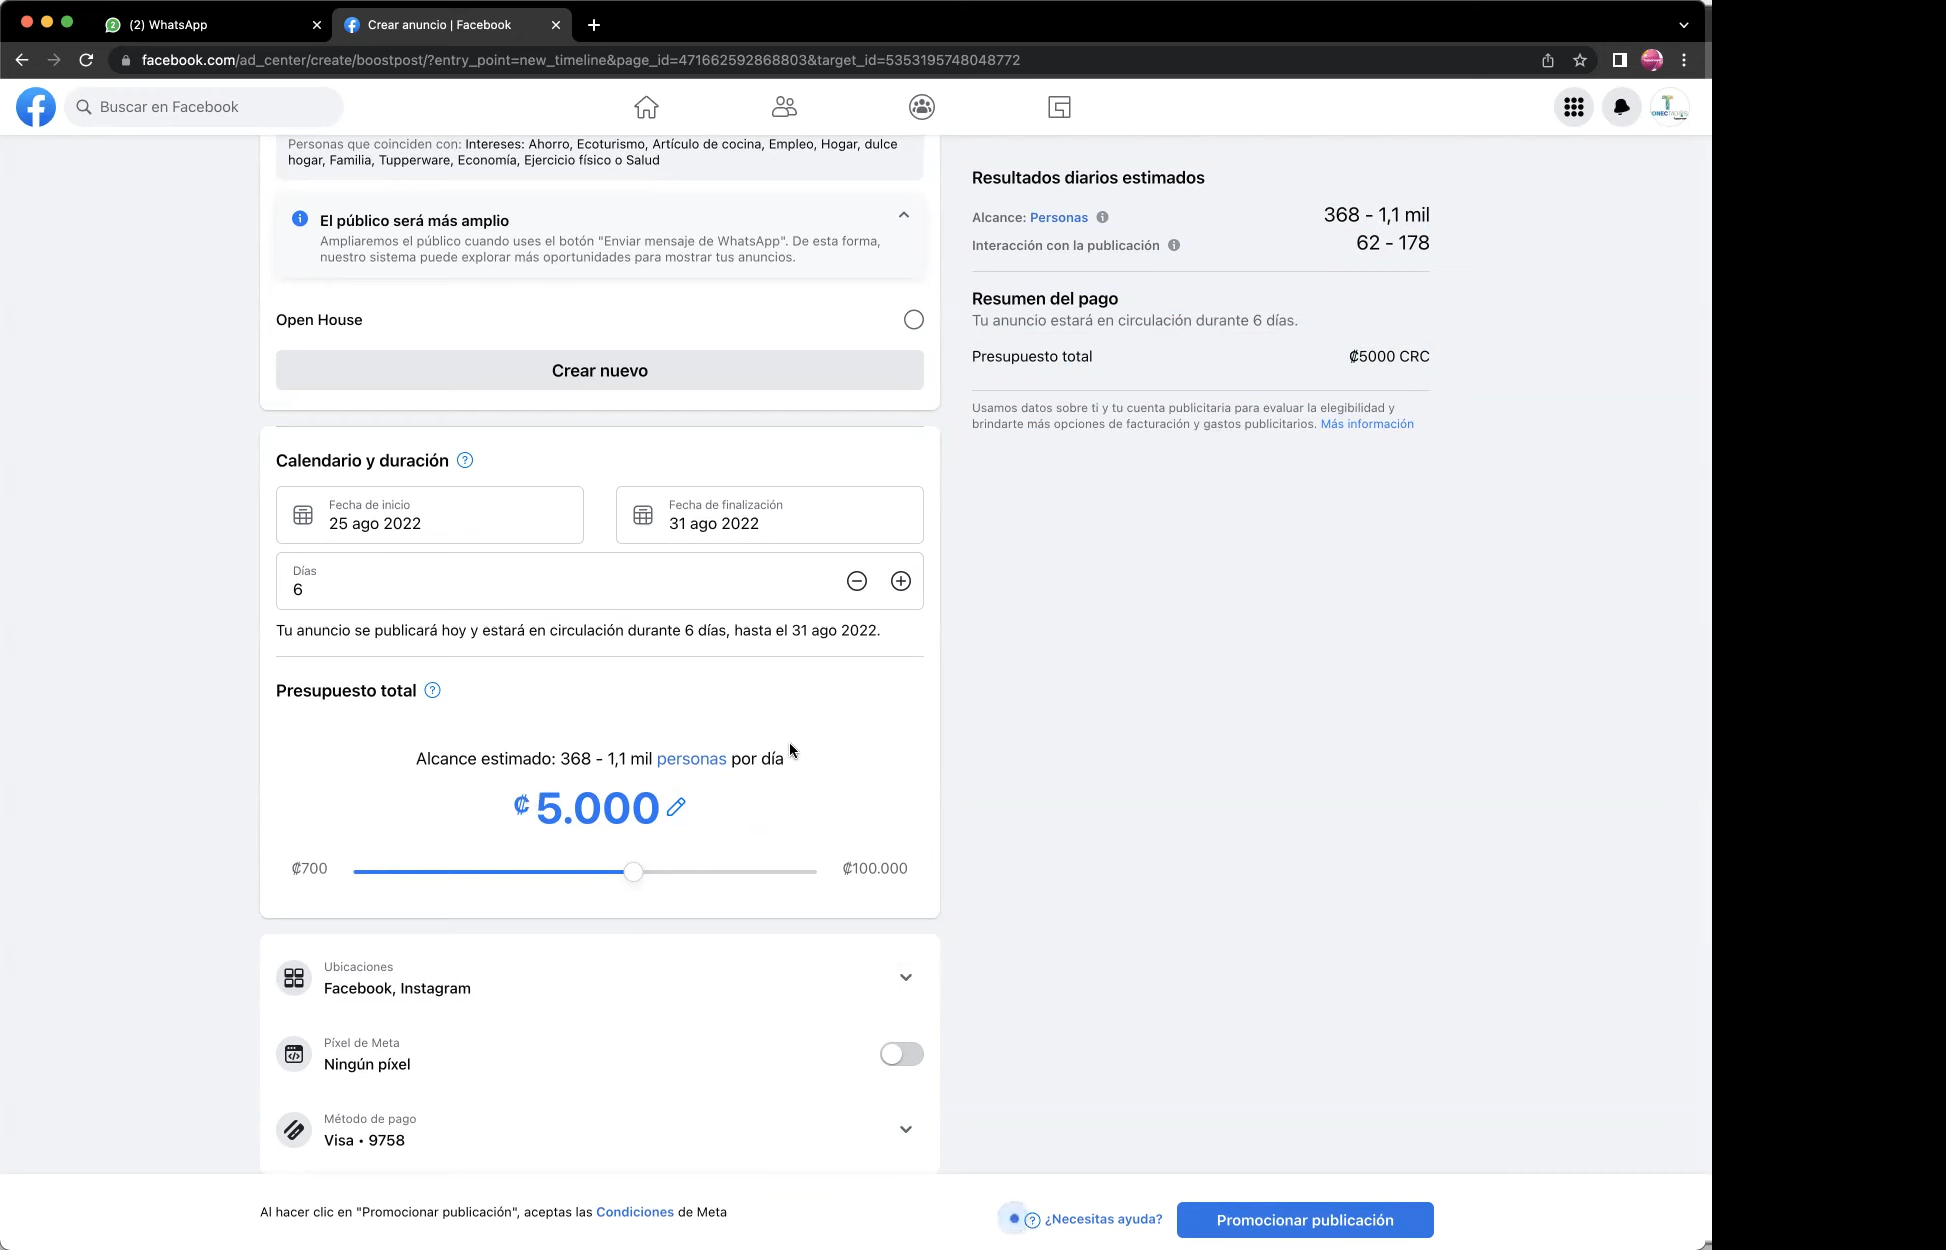 (2) WhatsApp
Crear anuncio | Facebook
facebook.com/ad_center/create/boostpost/?entry_point=new_timeline&page_id=471662592868803&target_id=5353195748048772
Buscar en Facebook
Personas que coinciden con: Intereses: Ahorro, Ecoturismo, Artículo de cocina, Empleo, Hogar, dulce
hogar, Familia, Tupperware, Economía, Ejercicio físico o Salud
El público será más amplio
Ampliaremos el público cuando uses el botón "Enviar mensaje de WhatsApp". De esta forma,
nuestro sistema puede explorar más oportunidades para mostrar tus anuncios.
Open House
Crear nuevo
Calendario y duración
Fecha de inicio
25 ago 2022
Fecha de finalización
31 ago 2022
Días
6
Tu anuncio se publicará hoy y estará en circulación durante 6 días, hasta el 31 ago 2022.
Presupuesto total
Alcance estimado: 368 - 1,1 mil personas por día
₡ 5.000
₡700
₡100.000
Ubicaciones
Facebook, Instagram
Píxel de Meta
Ningún píxel
Método de pago
Visa • 9758
Resultados diarios estimados
Alcance: Personas
368 - 1,1 mil
Interacción con la publicación
62 - 178
Resumen del pago
Tu anuncio estará en circulación durante 6 días.
Presupuesto total
₡5000 CRC
Usamos datos sobre ti y tu cuenta publicitaria para evaluar la elegibilidad y
brindarte más opciones de facturación y gastos publicitarios. Más información
Al hacer clic en "Promocionar publicación", aceptas las Condiciones de Meta
¿Necesitas ayuda?
Promocionar publicación